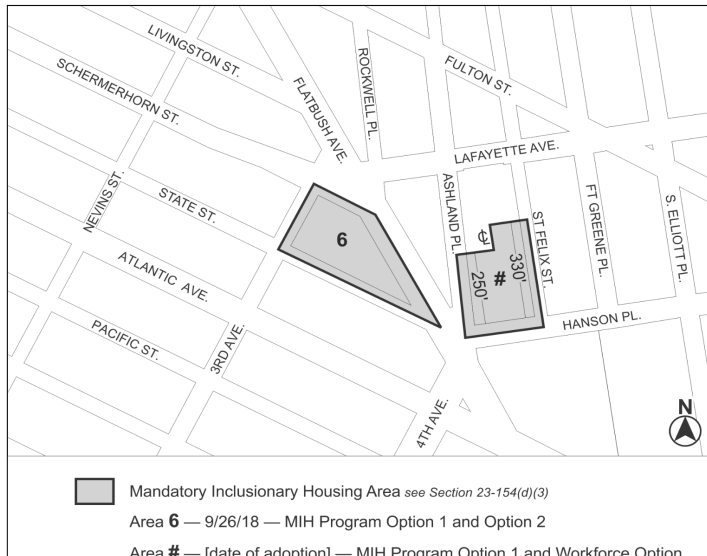 LIVINGSTON ST.
SCHERMERHORN ST.
FLATBUSH AVE.
ROCKWELL PL.
FULTON ST.
LAFAYETTE AVE.
NEVINS ST.
STATE ST.
ASHLAND PL.
ST FELIX ST.
FT GREENE PL.
S. ELLIOTT PL.
6
℄
330'
250'
#
ATLANTIC AVE.
HANSON PL.
PACIFIC ST.
3RD AVE.
4TH AVE.
N
Mandatory Inclusionary Housing Area see Section 23-154(d)(3)
Area 6 — 9/26/18 — MIH Program Option 1 and Option 2
Area # — [date of adoption] — MIH Program Option 1 and Workforce Option